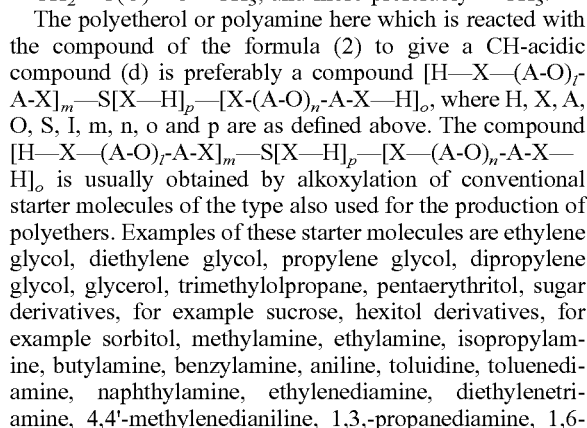 The polyetherol or polyamine here which is reacted with
the compound of the formula (2) to give a CH-acidic
compound (d) is preferably a compound [H—X—(A-O)l-
A-X]m—S[X—H]p—[X-(A-O)n-A-X—H]o, where H, X, A,
O, S, I, m, n, o and p are as defined above. The compound
[H—X—(A-O)l-A-X]m—S[X—H]p—[X—(A-O)n-A-X—
H]o is usually obtained by alkoxylation of conventional
starter molecules of the type also used for the production of
polyethers. Examples of these starter molecules are ethylene
glycol, diethylene glycol, propylene glycol, dipropylene
glycol, glycerol, trimethylolpropane, pentaerythritol, sugar
derivatives, for example sucrose, hexitol derivatives, for
example sorbitol, methylamine, ethylamine, isopropylam-
ine, butylamine, benzylamine, aniline, toluidine, toluenedi-
amine, naphthylamine, ethylenediamine, diethylenetri-
amine, 4,4'-methylenedianiline, 1,3,-propanediamine, 1,6-